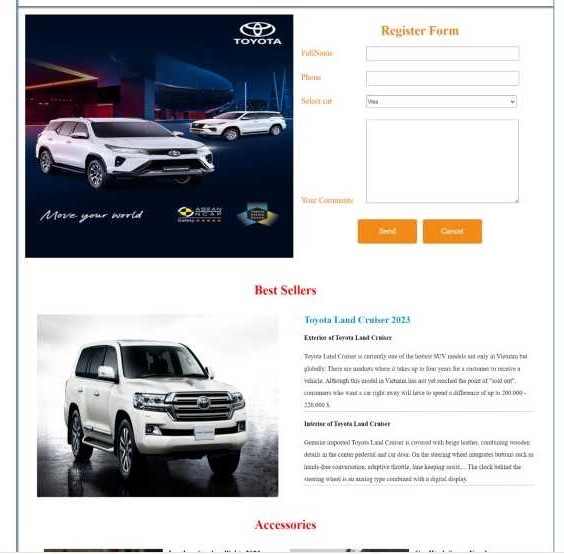 TOYOTA
Register Form
FullName
Phone
Select car
Vios
Your Comments
Move your world
ASEAN
NCAP
Safety
Send
Cancel
Best Sellers
Toyota Land Cruiser 2023
Exterior of Toyota Land Cruiser
Toyota Land Cruiser is currently one of the hottest SUV models not only in Vietnam but
globally. There are markets where it takes up to four years for a customer to receive a
vehicle. Although this model in Vietnam has not yet reached the point of "sold out",
consumers who want a car right away will have to spend a difference of up to 200.000 -
220.000 $.
Interior of Toyota Land Cruiser
Genuine imported Toyota Land Cruiser is covered with beige leather, combining wooden
details in the center pedestal and car door. On the steering wheel integrates buttons such as
hands-free conversation, adaptive throttle, lane keeping assist.... The clock behind the
steering wheel is an analog type combined with a digital display.
Accessories